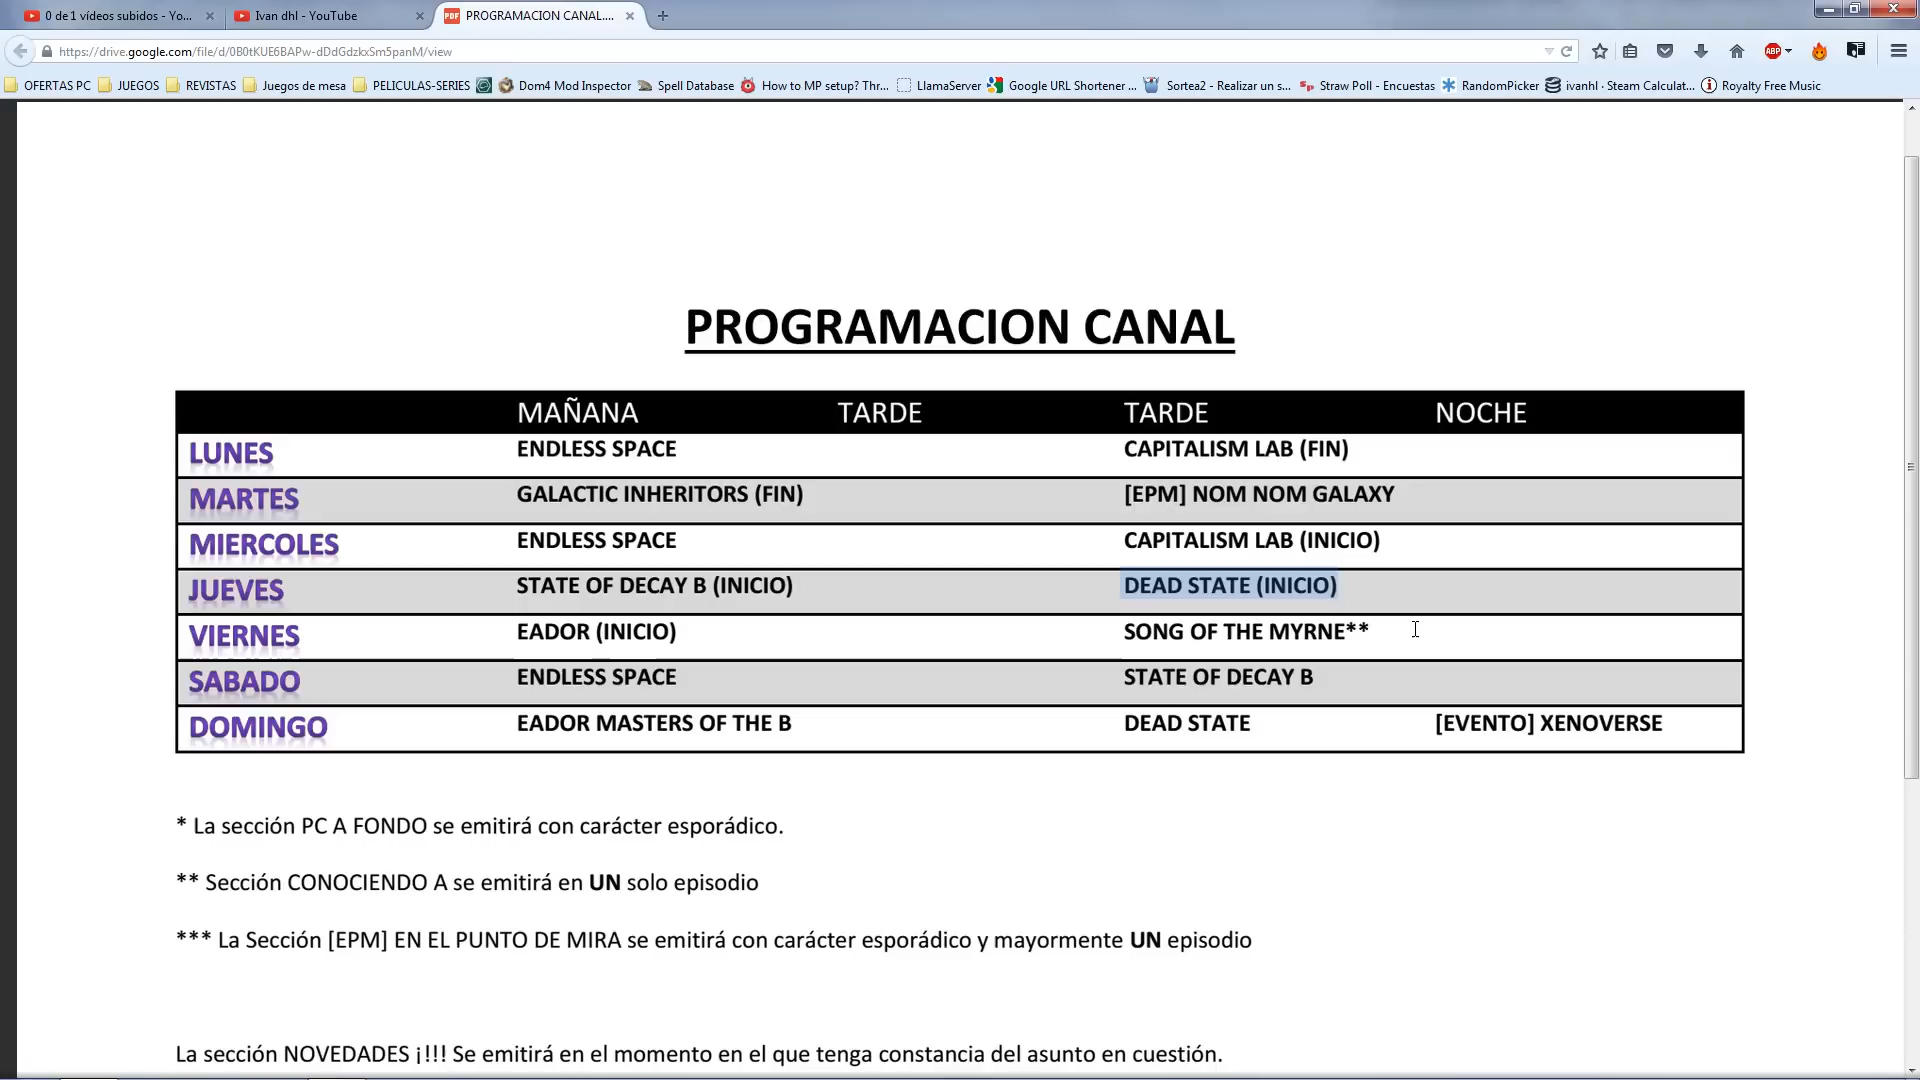 0 de 1 vídeos subidos - Yo...
Ivan dhl - YouTube
PROGRAMACION CANAL....
https://drive.google.com/file/d/0B0tKUE6BAPw-dDdGdzkxSm5panM/view
OFERTAS PC JUEGOS REVISTAS Juegos de mesa PELICULAS-SERIES Dom4 Mod Inspector Spell Database How to MP setup? Thr... LlamaServer Google URL Shortener ... Sortea2 - Realizar un s... Straw Poll - Encuestas RandomPicker ivanhl · Steam Calculat... Royalty Free Music
PROGRAMACION CANAL
MAÑANA TARDE TARDE NOCHE
LUNES ENDLESS SPACE CAPITALISM LAB (FIN)
MARTES GALACTIC INHERITORS (FIN) [EPM] NOM NOM GALAXY
MIERCOLES ENDLESS SPACE CAPITALISM LAB (INICIO)
JUEVES STATE OF DECAY B (INICIO) DEAD STATE (INICIO)
VIERNES EADOR (INICIO) SONG OF THE MYRNE**
SABADO ENDLESS SPACE STATE OF DECAY B
DOMINGO EADOR MASTERS OF THE B DEAD STATE [EVENTO] XENOVERSE
* La sección PC A FONDO se emitirá con carácter esporádico.
** Sección CONOCIENDO A se emitirá en UN solo episodio
*** La Sección [EPM] EN EL PUNTO DE MIRA se emitirá con carácter esporádico y mayormente UN episodio
La sección NOVEDADES ¡!!! Se emitirá en el momento en el que tenga constancia del asunto en cuestión.